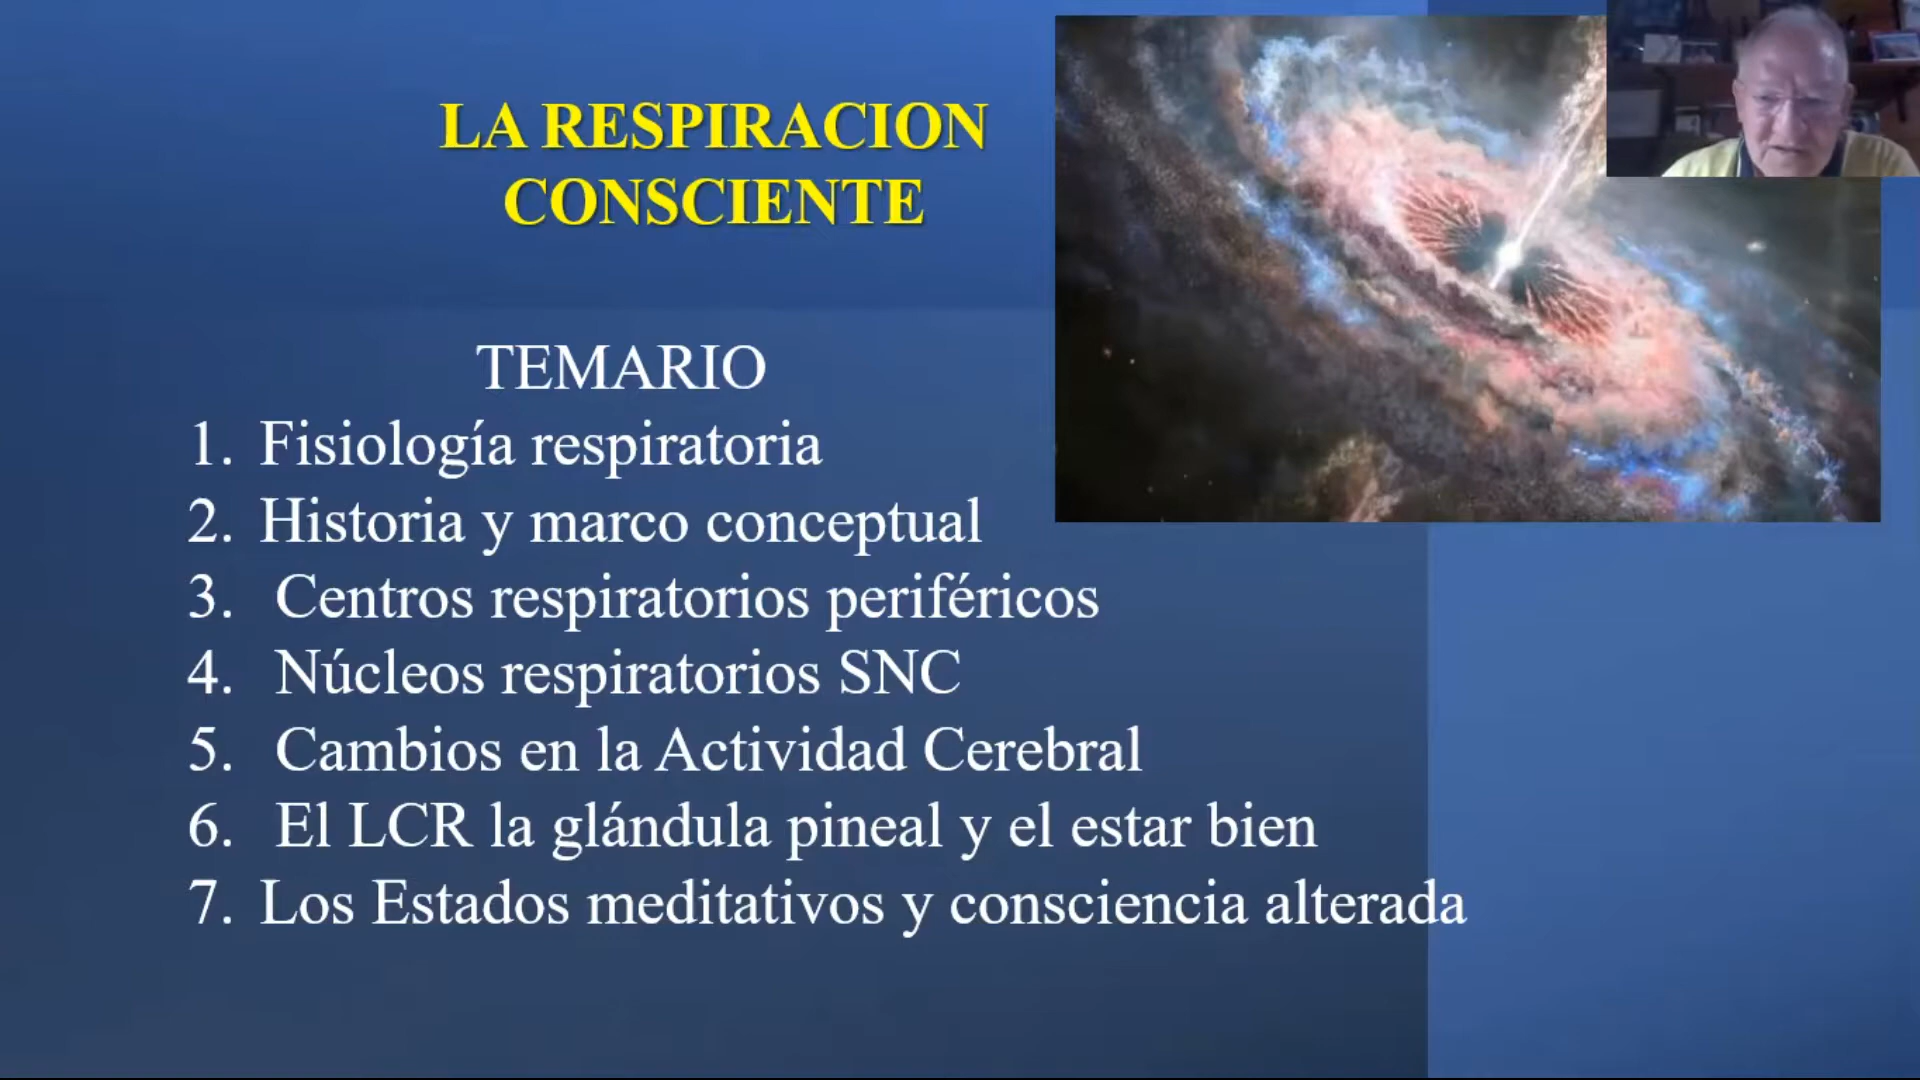 LA RESPIRACION
CONSCIENTE
TEMARIO
1. Fisiología respiratoria
2. Historia y marco conceptual
3. Centros respiratorios periféricos
4. Núcleos respiratorios SNC
5. Cambios en la Actividad Cerebral
6. El LCR la glándula pineal y el estar bien
7. Los Estados meditativos y consciencia alterada